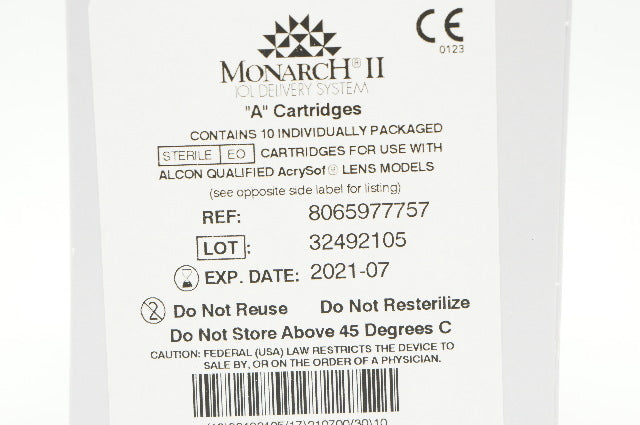 CE
0123
MONARCH® II
IOL DELIVERY SYSTEM
"A" Cartridges
CONTAINS 10 INDIVIDUALLY PACKAGED
STERILE EO CARTRIDGES FOR USE WITH
ALCON QUALIFIED AcrySof® LENS MODELS
(see opposite side label for listing)
REF: 8065977757
LOT: 32492105
EXP. DATE: 2021-07
2 Do Not Reuse Do Not Resterilize
Do Not Store Above 45 Degrees C
CAUTION: FEDERAL (USA) LAW RESTRICTS THE DEVICE TO
SALE BY, OR ON THE ORDER OF A PHYSICIAN.